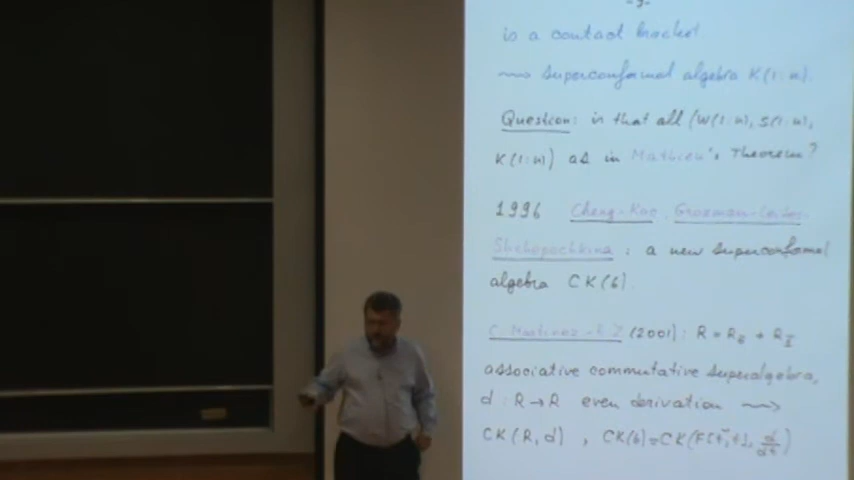 is a contact bracket
⟿ superconformal algebra K(1:n).
Question: is that all (W(1:n), S(1:n),
K(1:n)) as in Mathieu's Theorem?
1996 Cheng-Kac, Grozman-Leites-
Shchepochkina : a new superconformal
algebra CK(6).
C. Martinez - E.Z. (2001): R = R_0̄ + R_1̄
associative commutative superalgebra,
d : R → R even derivation ⟿
CK(R, d) , CK(6) = CK(F[t⁻¹, t], d/dt)